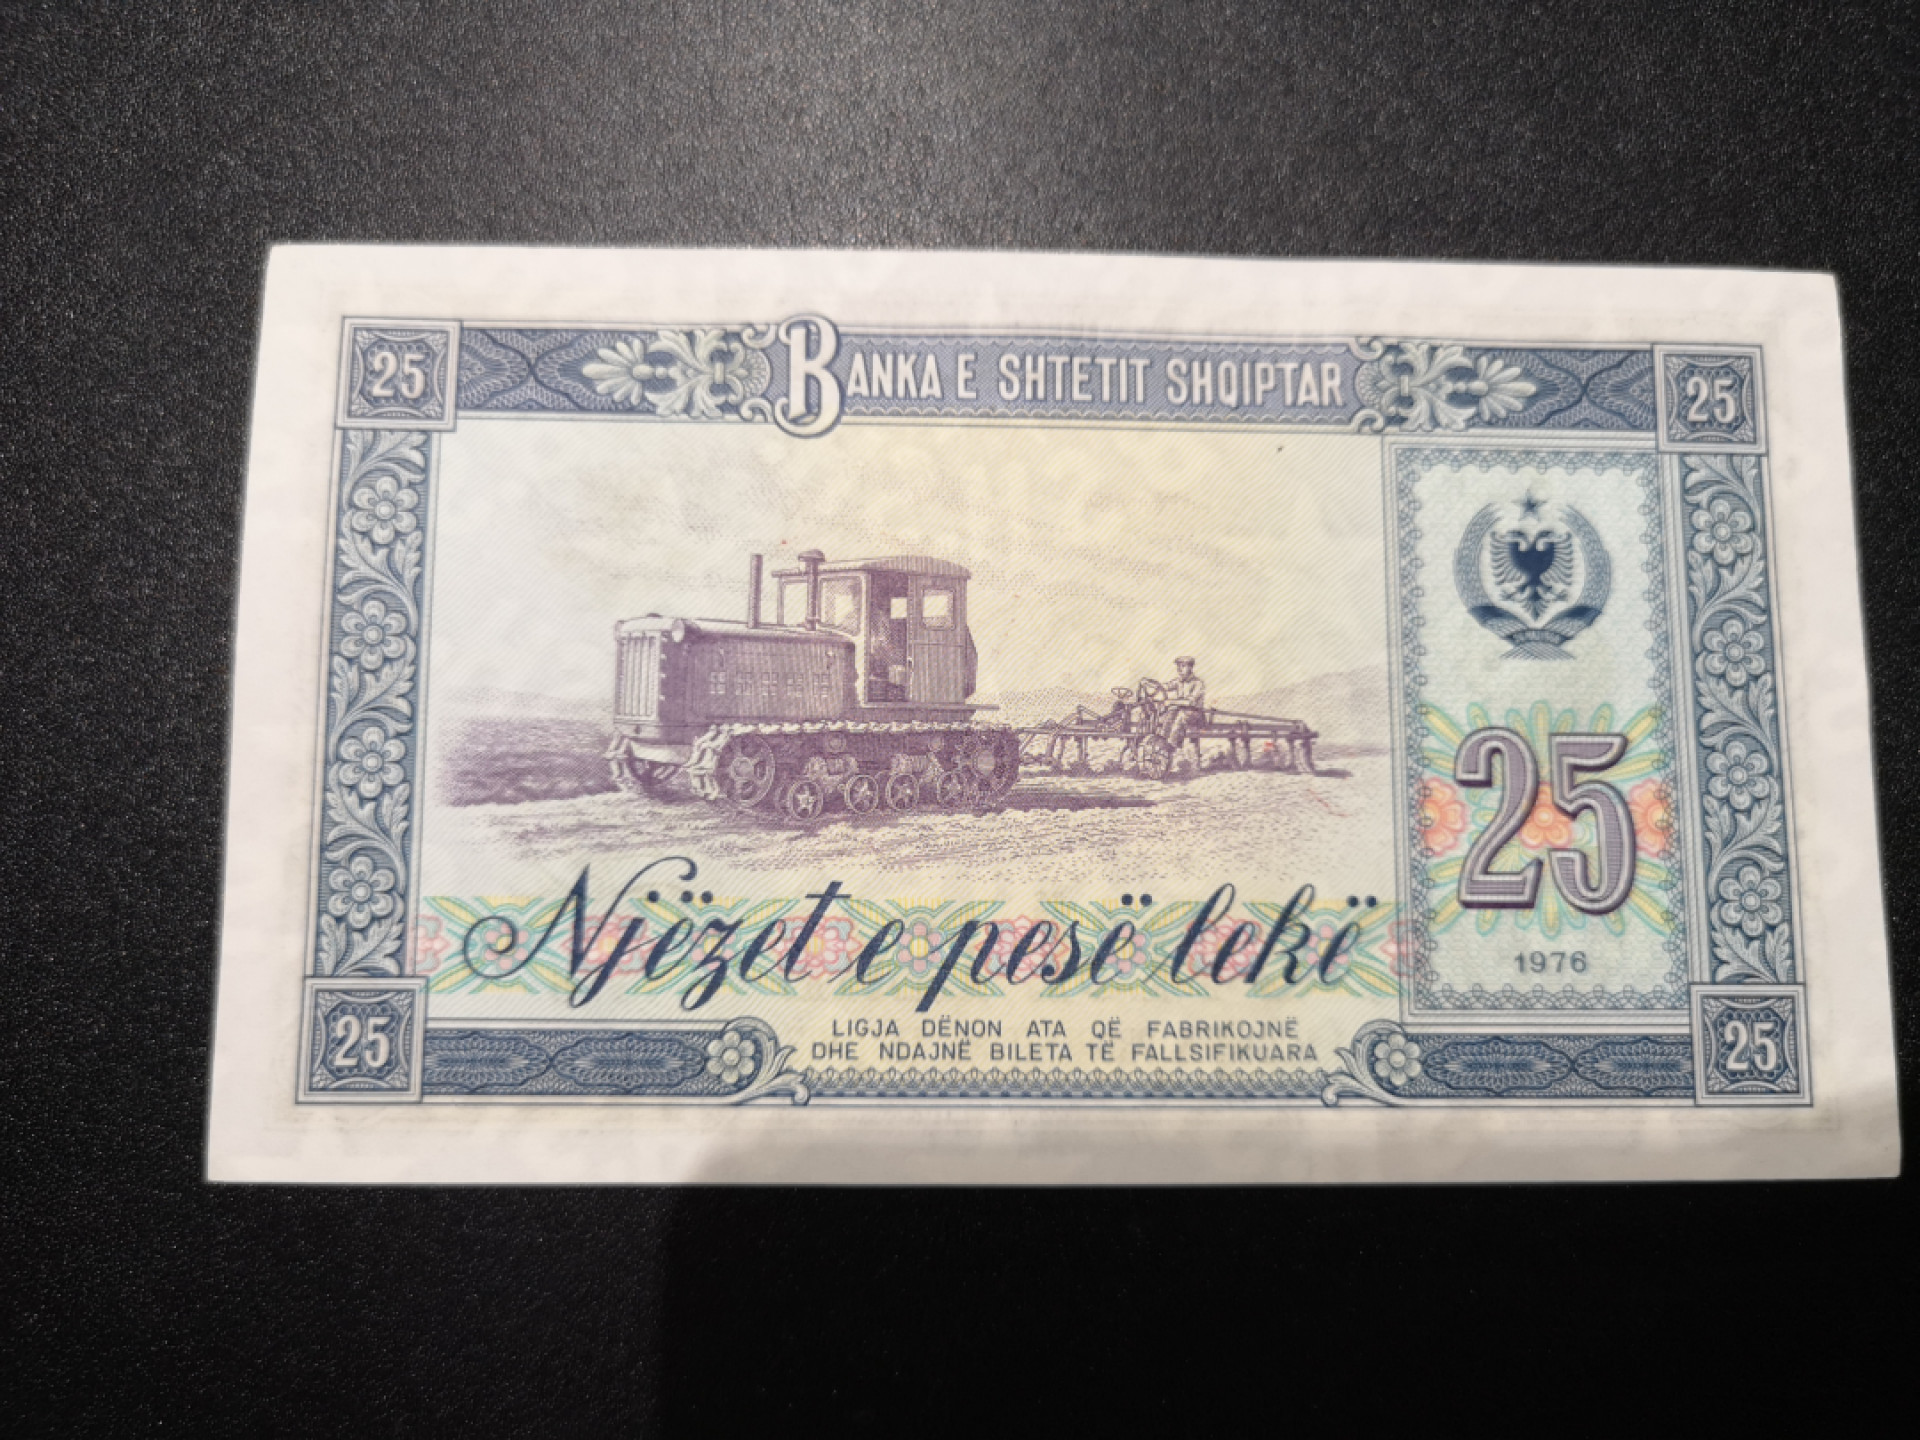 25 BANKA E SHTETIT SHQIPTAR 25
25
1976
Njëzet e pesë lekë
LIGJA DËNON ATA QË FABRIKOJNË
DHE NDAJNË BILETA TË FALLSIFIKUARA
25 25